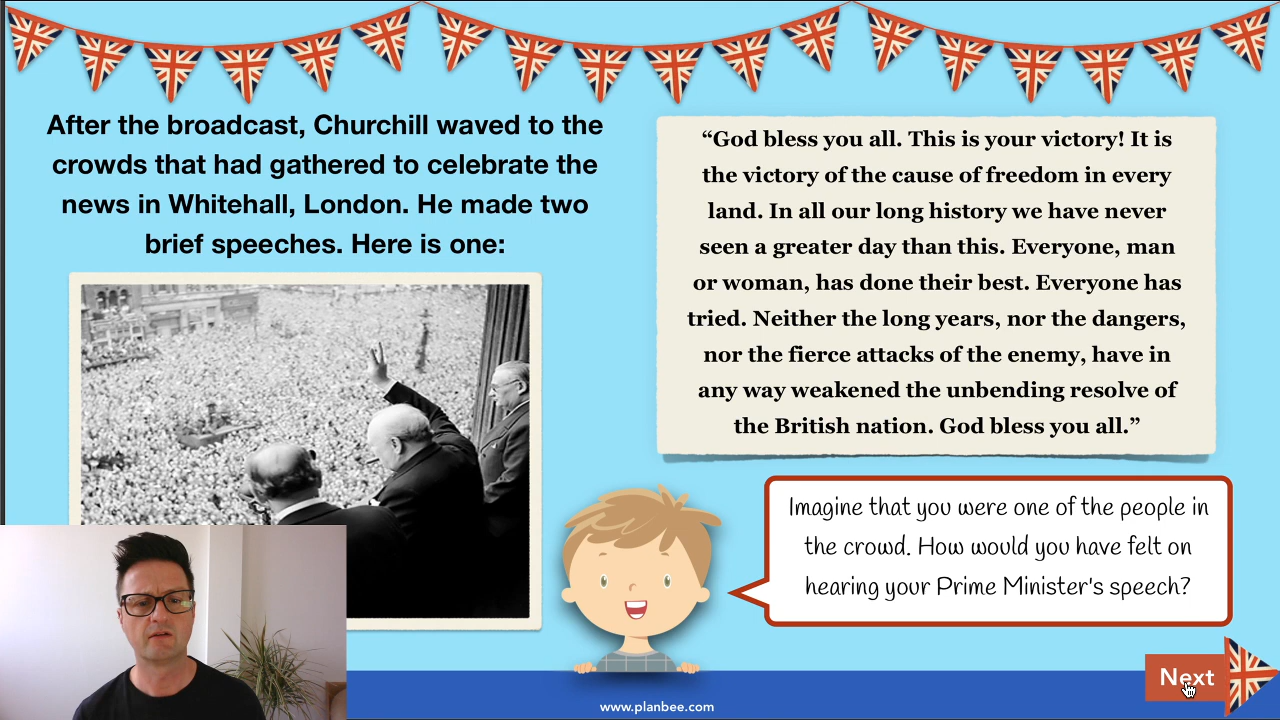 After the broadcast, Churchill waved to the
crowds that had gathered to celebrate the
news in Whitehall, London. He made two
brief speeches. Here is one:
“God bless you all. This is your victory! It is
the victory of the cause of freedom in every
land. In all our long history we have never
seen a greater day than this. Everyone, man
or woman, has done their best. Everyone has
tried. Neither the long years, nor the dangers,
nor the fierce attacks of the enemy, have in
any way weakened the unbending resolve of
the British nation. God bless you all.”
Imagine that you were one of the people in
the crowd. How would you have felt on
hearing your Prime Minister's speech?
Next
www.planbee.com